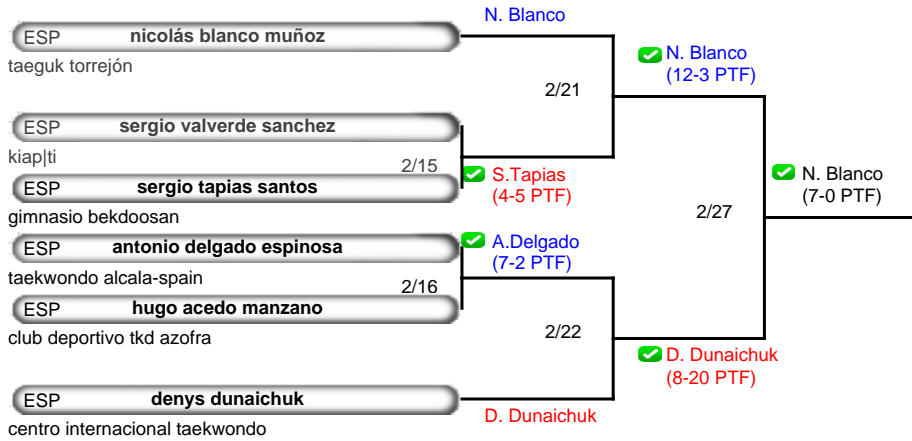 N. Blanco
ESP nicolás blanco muñoz
taeguk torrejón
N. Blanco
(12-3 PTF)
2/21
ESP sergio valverde sanchez
kiap|ti
2/15
ESP sergio tapias santos
gimnasio bekdoosan
S.Tapias
(4-5 PTF)
N. Blanco
(7-0 PTF)
2/27
ESP antonio delgado espinosa
taekwondo alcala-spain
A.Delgado
(7-2 PTF)
2/16
ESP hugo acedo manzano
club deportivo tkd azofra
2/22
D. Dunaichuk
(8-20 PTF)
ESP denys dunaichuk
centro internacional taekwondo
D. Dunaichuk